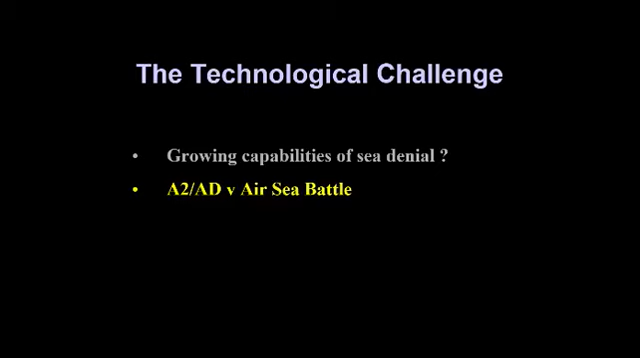 The Technological Challenge
• Growing capabilities of sea denial ?
• A2/AD v Air Sea Battle